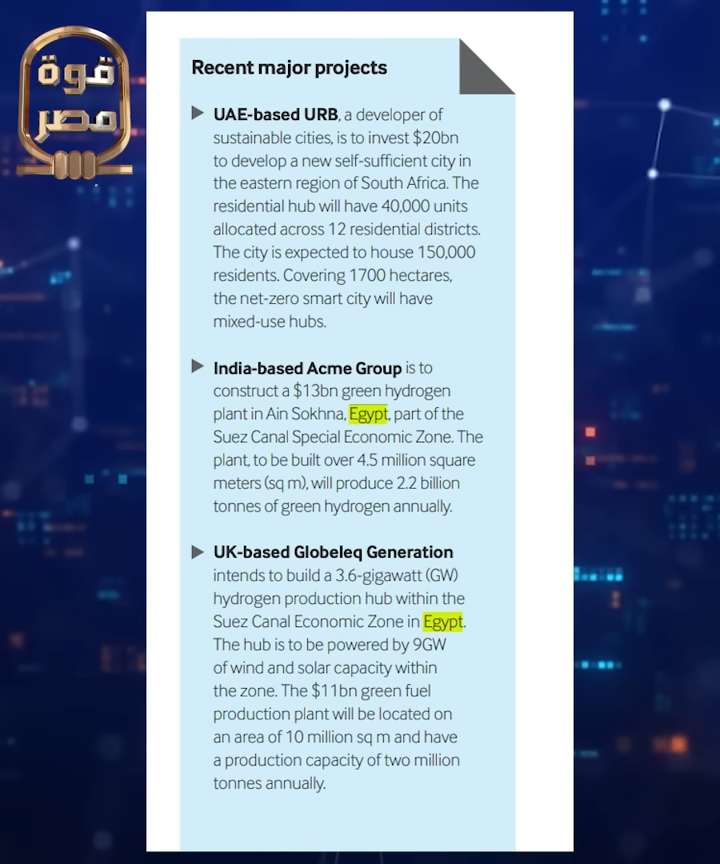 قوة
مصر
Recent major projects
UAE-based URB, a developer of
sustainable cities, is to invest $20bn
to develop a new self-sufficient city in
the eastern region of South Africa. The
residential hub will have 40,000 units
allocated across 12 residential districts.
The city is expected to house 150,000
residents. Covering 1700 hectares,
the net-zero smart city will have
mixed-use hubs.
India-based Acme Group is to
construct a $13bn green hydrogen
plant in Ain Sokhna, Egypt, part of the
Suez Canal Special Economic Zone. The
plant, to be built over 4.5 million square
meters (sq m), will produce 2.2 billion
tonnes of green hydrogen annually.
UK-based Globeleq Generation
intends to build a 3.6-gigawatt (GW)
hydrogen production hub within the
Suez Canal Economic Zone in Egypt.
The hub is to be powered by 9GW
of wind and solar capacity within
the zone. The $11bn green fuel
production plant will be located on
an area of 10 million sq m and have
a production capacity of two million
tonnes annually.